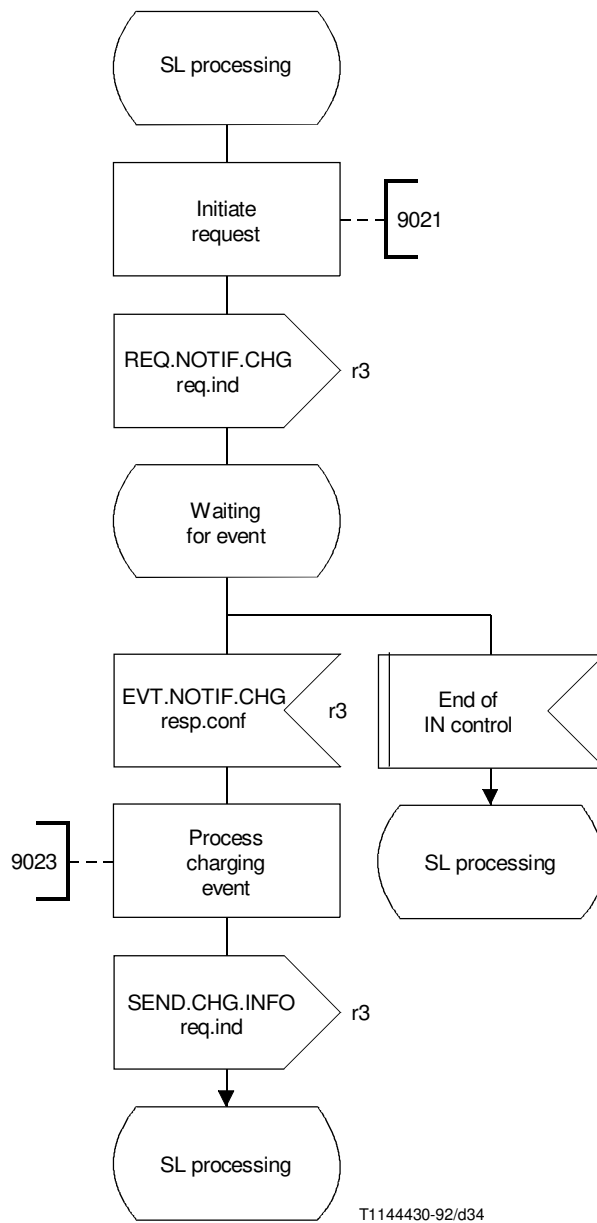 SL processing
Initiate
request
9021
REQ.NOTIF.CHG
req.ind
r3
Waiting
for event
EVT.NOTIF.CHG
resp.conf
r3
End of
IN control
Process
charging
event
9023
SL processing
SEND.CHG.INFO
req.ind
r3
SL processing
T1144430-92/d34